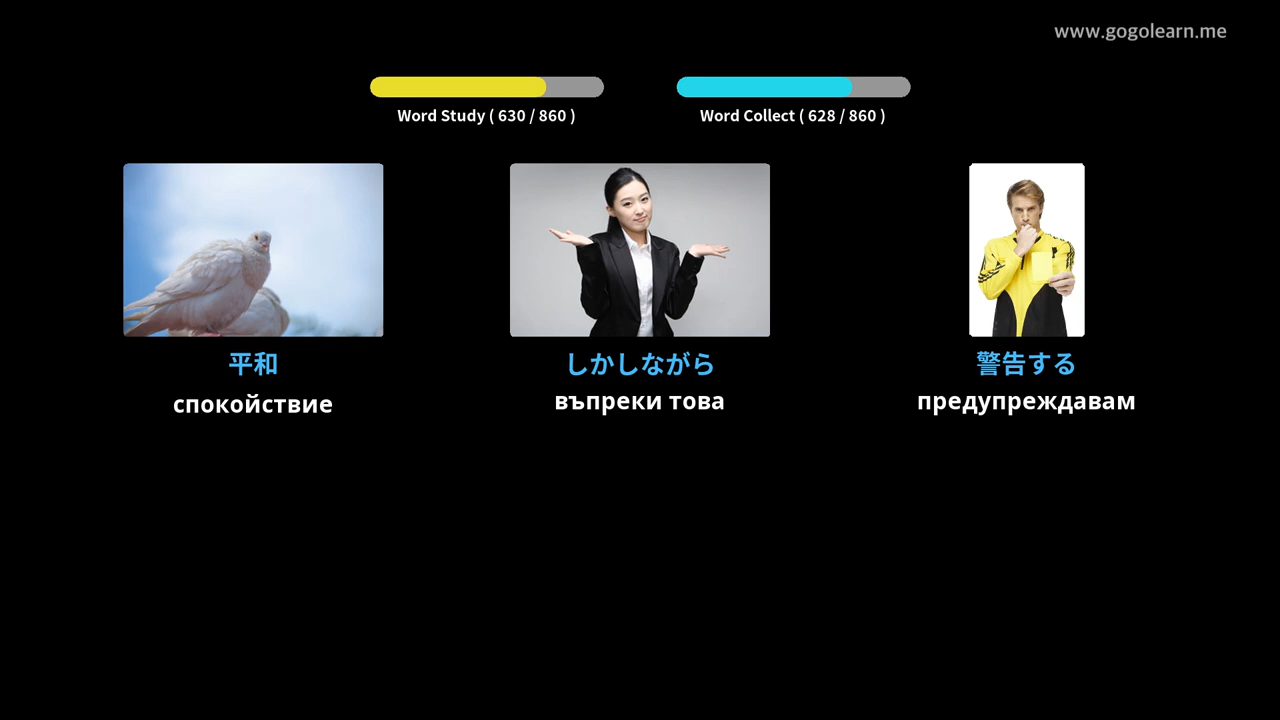 www.gogolearn.me
Word Study ( 630 / 860 )
Word Collect ( 628 / 860 )
平和
спокойствие
しかしながら
въпреки това
警告する
предупреждавам